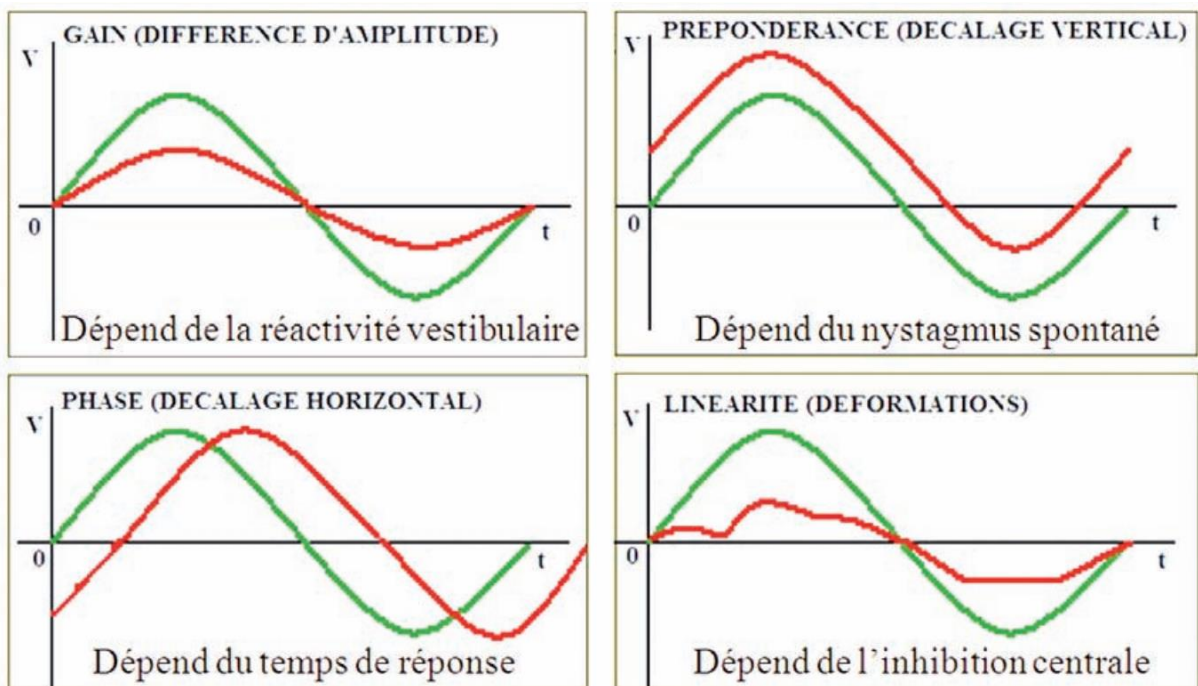 GAIN (DIFFERENCE D'AMPLITUDE)
V
0
t
Dépend de la réactivité vestibulaire
PREPONDERANCE (DECALAGE VERTICAL)
V
0
t
Dépend du nystagmus spontané
PHASE (DECALAGE HORIZONTAL)
V
0
t
Dépend du temps de réponse
LINEARITE (DEFORMATIONS)
V
0
t
Dépend de l'inhibition centrale